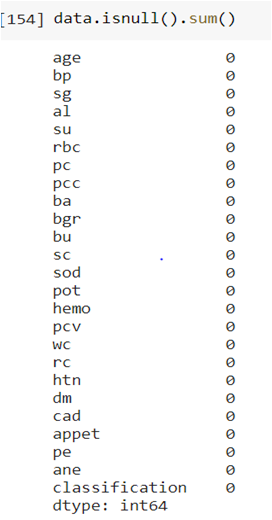 [154] data.isnull().sum()
age 0
bp 0
sg 0
al 0
su 0
rbc 0
pc 0
pcc 0
ba 0
bgr 0
bu 0
sc 0
sod 0
pot 0
hemo 0
pcv 0
wc 0
rc 0
htn 0
dm 0
cad 0
appet 0
pe 0
ane 0
classification 0
dtype: int64